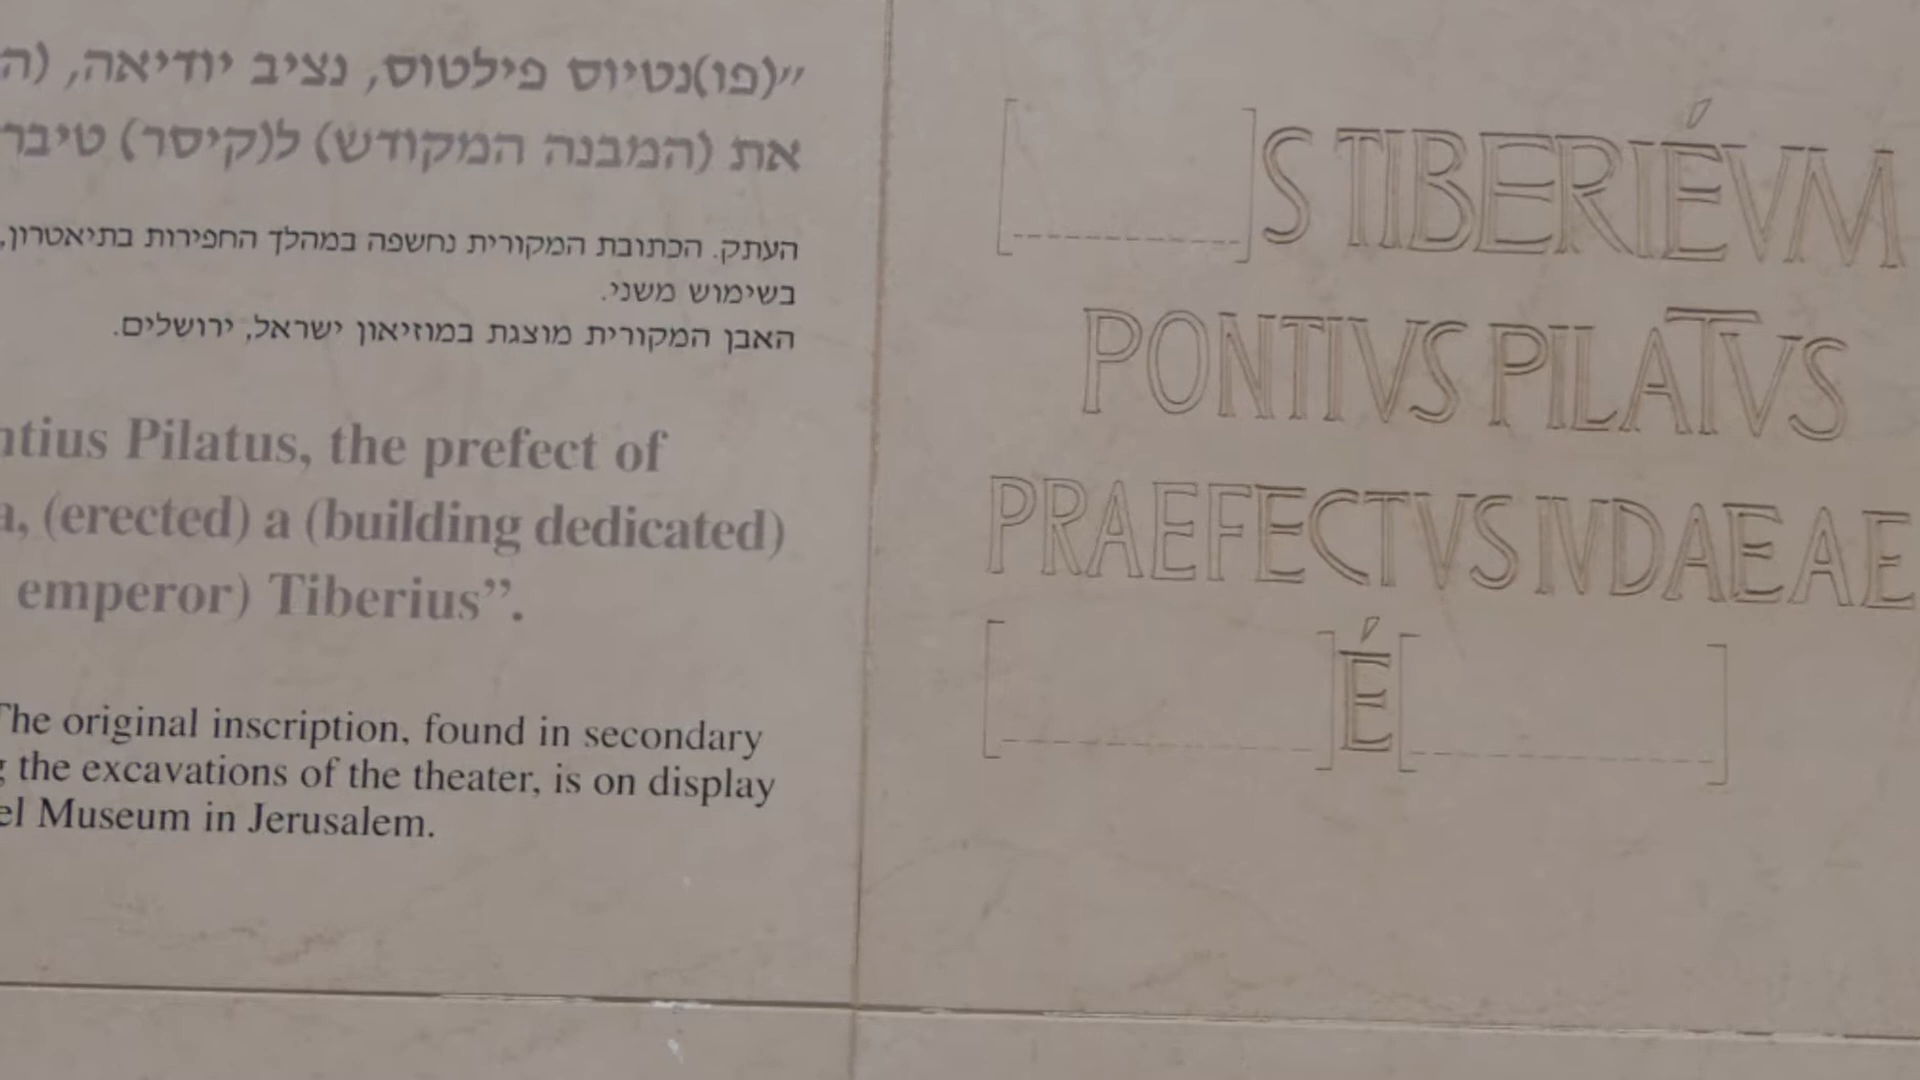 "(פו)נטיוס פילטוס, נציב יודיאה, (ה
את (המבנה המקודש) ל(קיסר) טיבר
העתק. הכתובת המקורית נחשפה במהלך החפירות בתיאטרון,
בשימוש משני.
האבן המקורית מוצגת במוזיאון ישראל, ירושלים.
ntius Pilatus, the prefect of
a, (erected) a (building dedicated)
emperor) Tiberius”.
The original inscription, found in secondary
g the excavations of the theater, is on display
el Museum in Jerusalem.
[ ]S TIBERIÉVM
PONTIVS PILATVS
PRAEFECTVS IVDAEAE
[ ]É[ ]